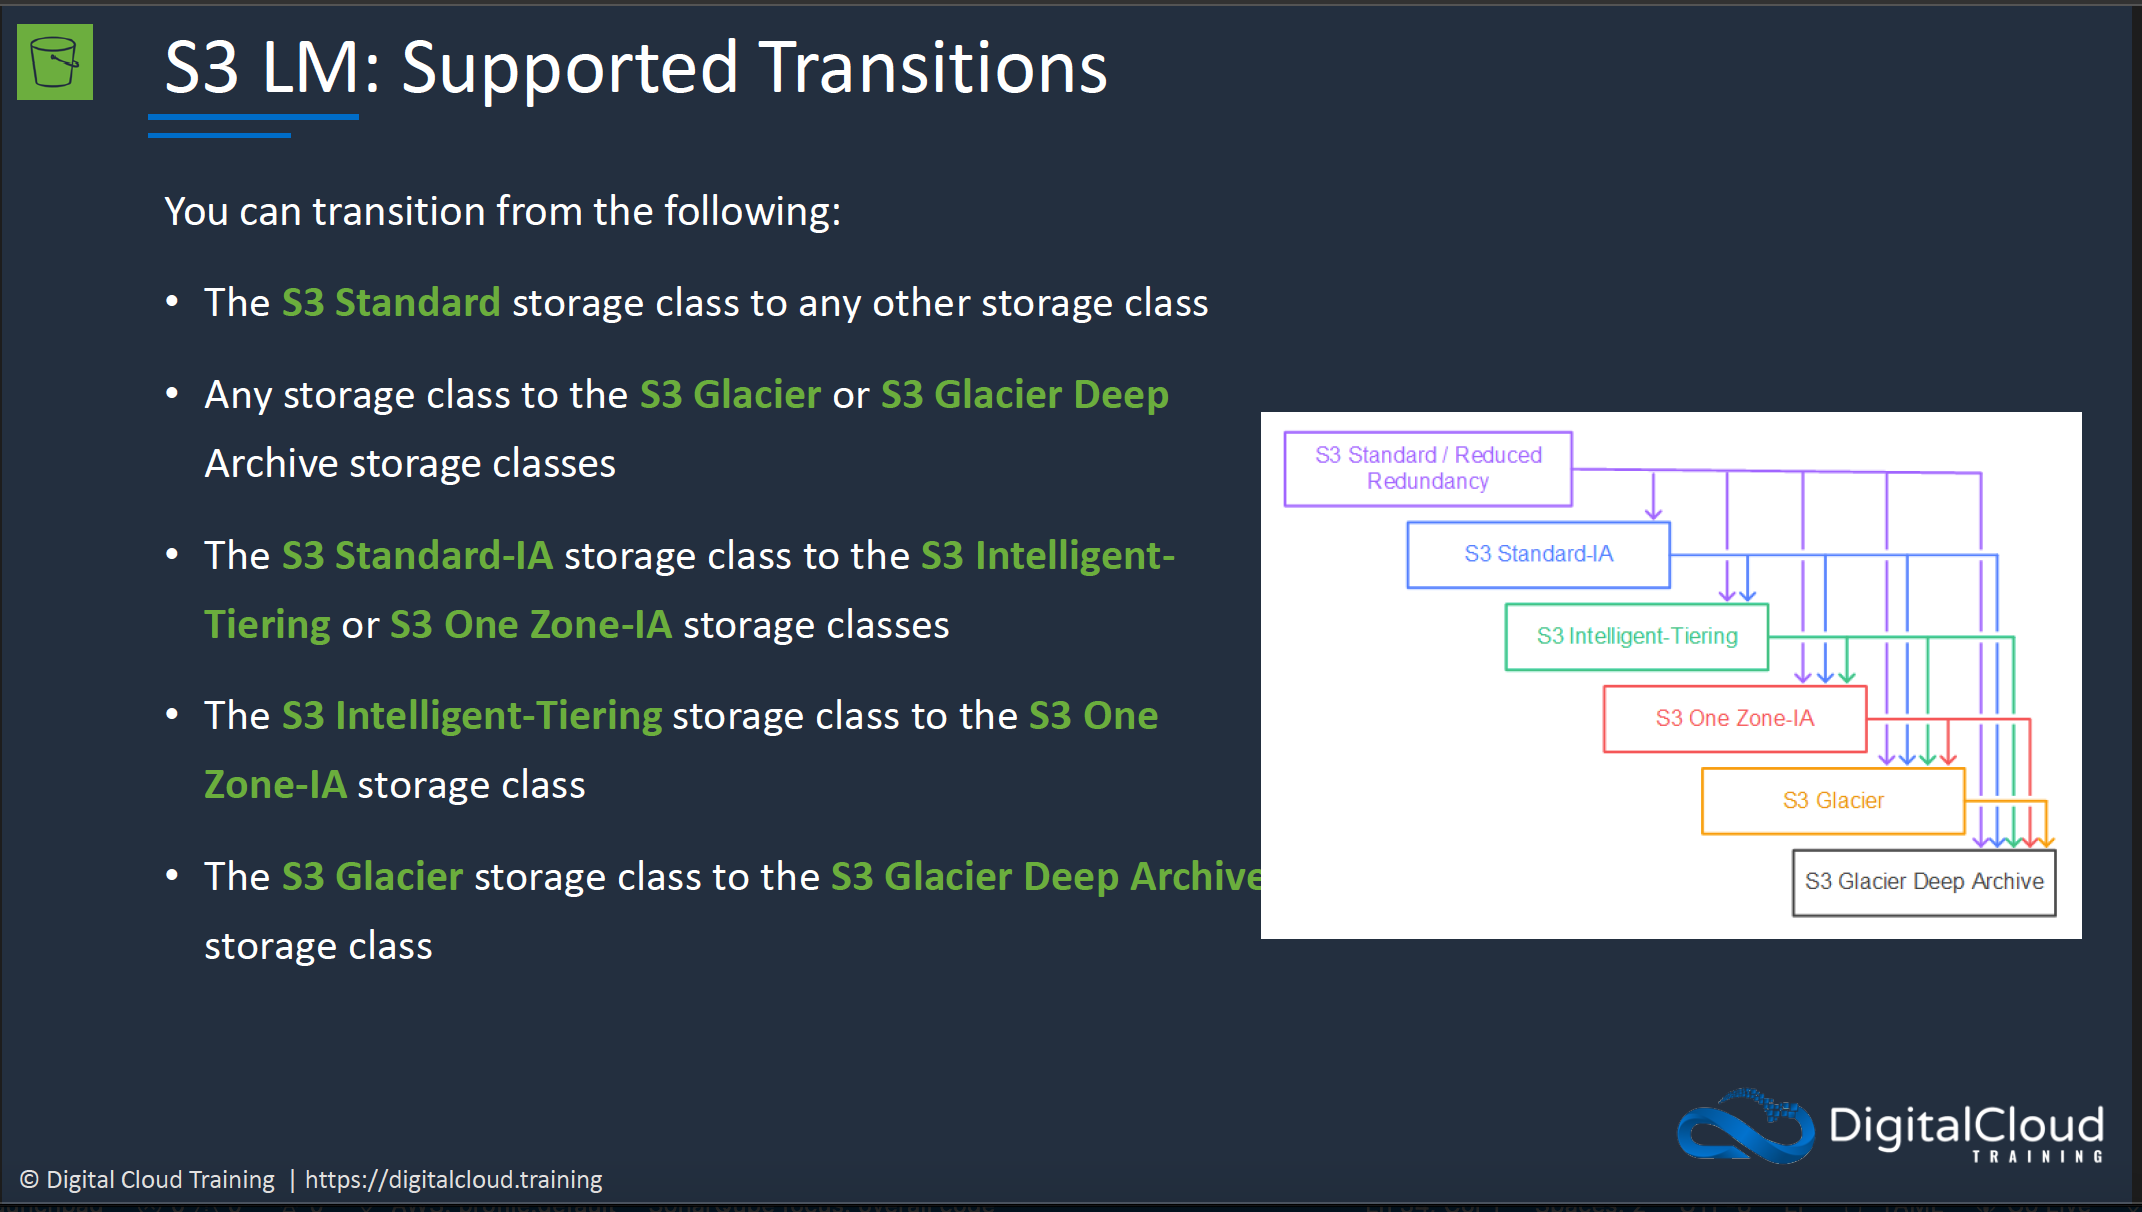 S3 LM: Supported Transitions
You can transition from the following:
• The S3 Standard storage class to any other storage class
• Any storage class to the S3 Glacier or S3 Glacier Deep
Archive storage classes
• The S3 Standard-IA storage class to the S3 Intelligent-
Tiering or S3 One Zone-IA storage classes
• The S3 Intelligent-Tiering storage class to the S3 One
Zone-IA storage class
• The S3 Glacier storage class to the S3 Glacier Deep Archive
storage class
S3 Standard / Reduced
Redundancy
S3 Standard-IA
S3 Intelligent-Tiering
S3 One Zone-IA
S3 Glacier
S3 Glacier Deep Archive
DigitalCloud
TRAINING
© Digital Cloud Training | https://digitalcloud.training